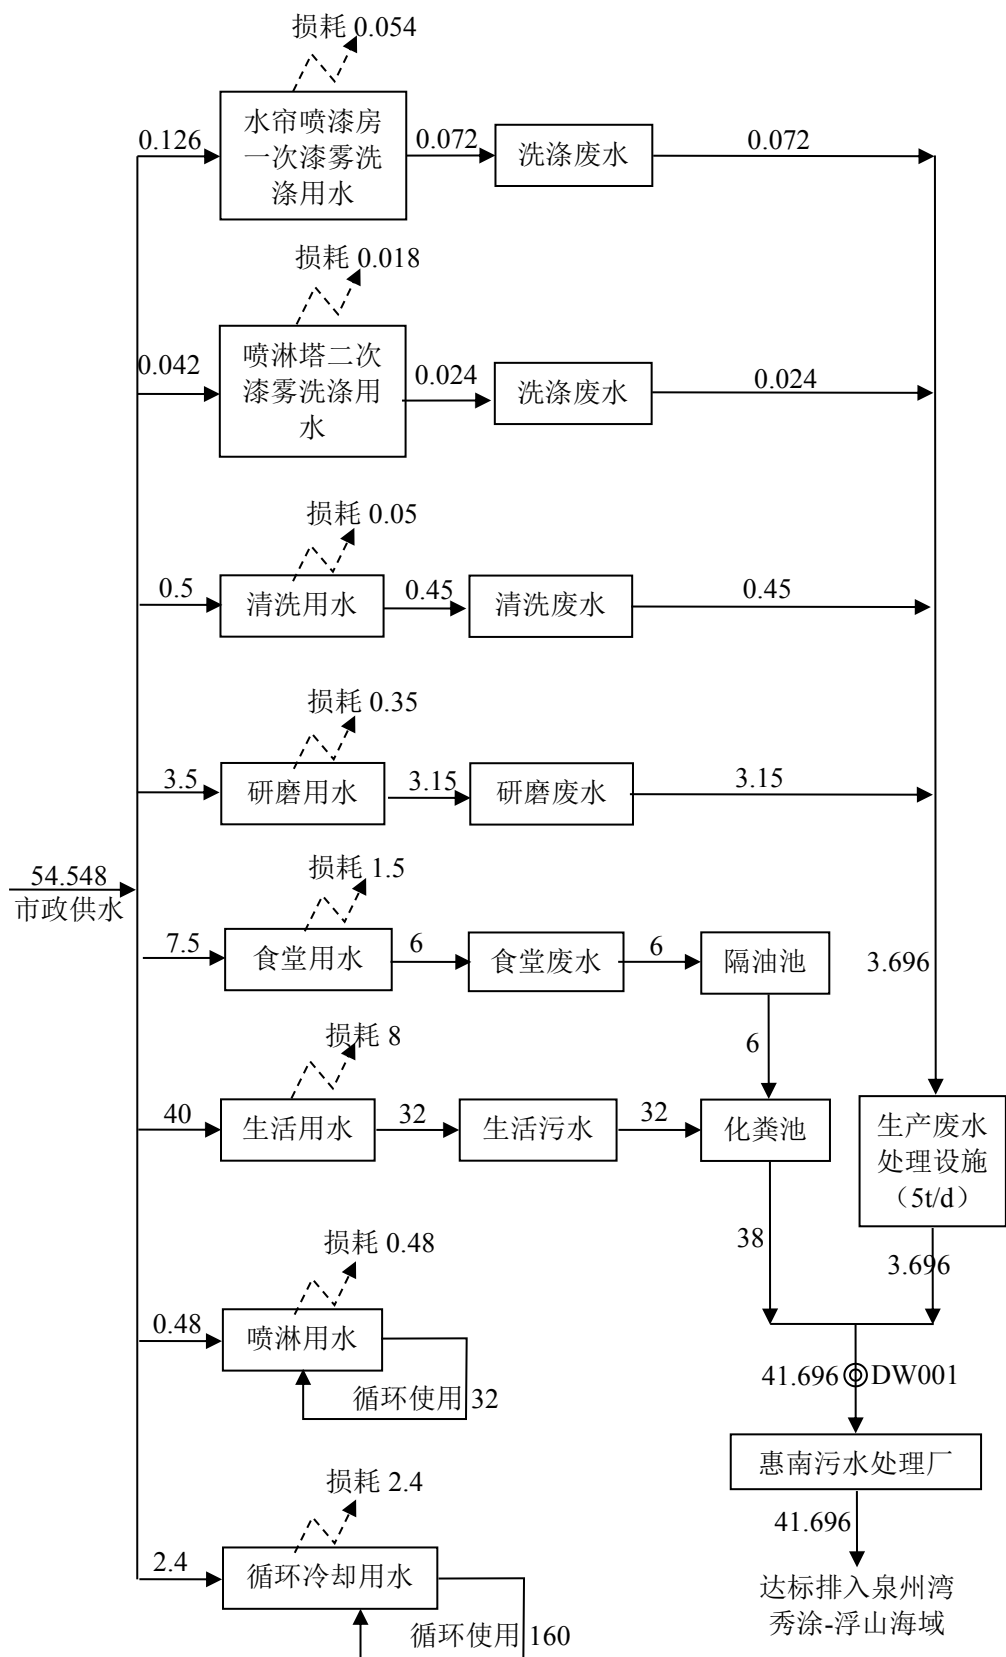 损耗 0.054
0.126
水帘喷漆房
一次漆雾洗
涤用水
0.072
洗涤废水
0.072
损耗 0.018
0.042
喷淋塔二次
漆雾洗涤用
水
0.024
洗涤废水
0.024
损耗 0.05
0.5
清洗用水
0.45
清洗废水
0.45
损耗 0.35
3.5
研磨用水
3.15
研磨废水
3.15
54.548
市政供水
损耗 1.5
7.5
食堂用水
6
食堂废水
6
隔油池
3.696
6
损耗 8
40
生活用水
32
生活污水
32
化粪池
生产废水
处理设施
（5t/d）
38
3.696
损耗 0.48
0.48
喷淋用水
循环使用 32
41.696
DW001
惠南污水处理厂
41.696
达标排入泉州湾
秀涂-浮山海域
损耗 2.4
2.4
循环冷却用水
循环使用 160